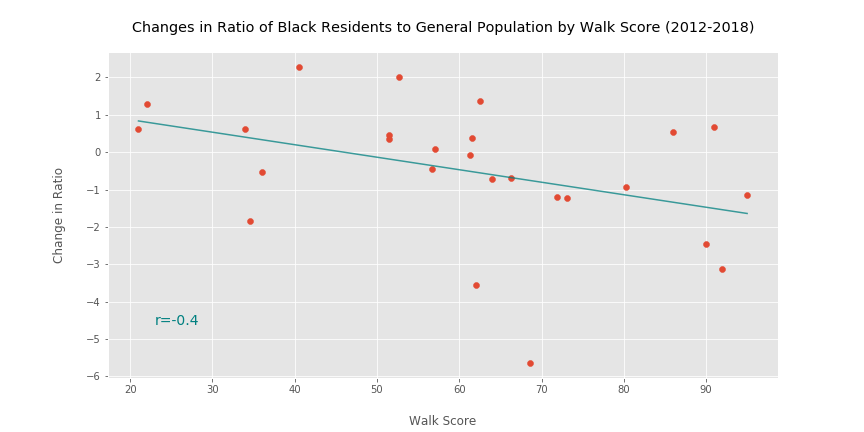 Changes in Ratio of Black Residents to General Population by Walk Score (2012-2018)
2
1
0
−1
−2
−3
−4
−5
−6
Change in Ratio
r=-0.4
20 30 40 50 60 70 80 90
Walk Score